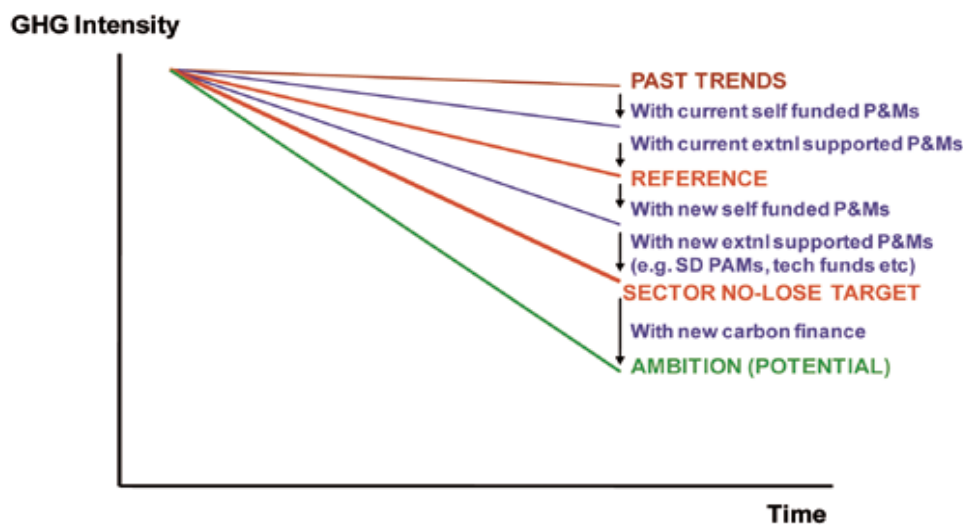 GHG Intensity
PAST TRENDS
With current self funded P&Ms
With current extnl supported P&Ms
REFERENCE
With new self funded P&Ms
With new extnl supported P&Ms
(e.g. SD PAMs, tech funds etc)
SECTOR NO-LOSE TARGET
With new carbon finance
AMBITION (POTENTIAL)
Time